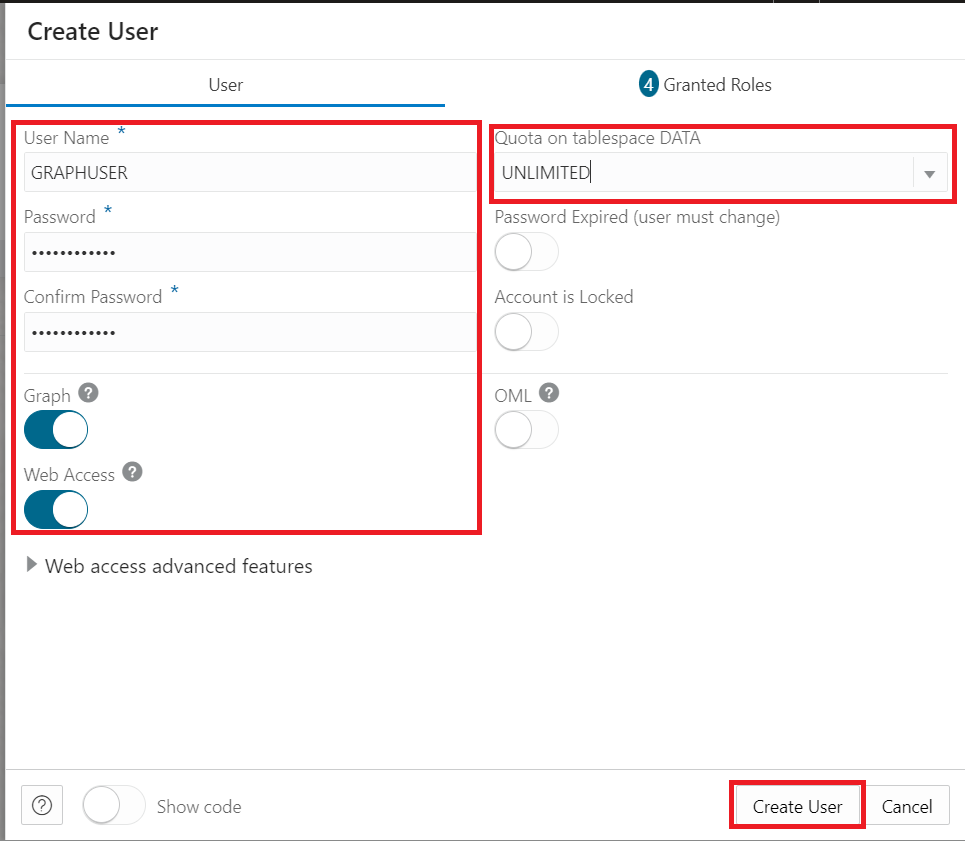 Create User
User
4 Granted Roles
User Name *
GRAPHUSER
Password *
••••••••••••
Confirm Password *
••••••••••••
Graph ?
Web Access ?
Quota on tablespace DATA
UNLIMITED
Password Expired (user must change)
Account is Locked
OML ?
Web access advanced features
? Show code
Create User
Cancel